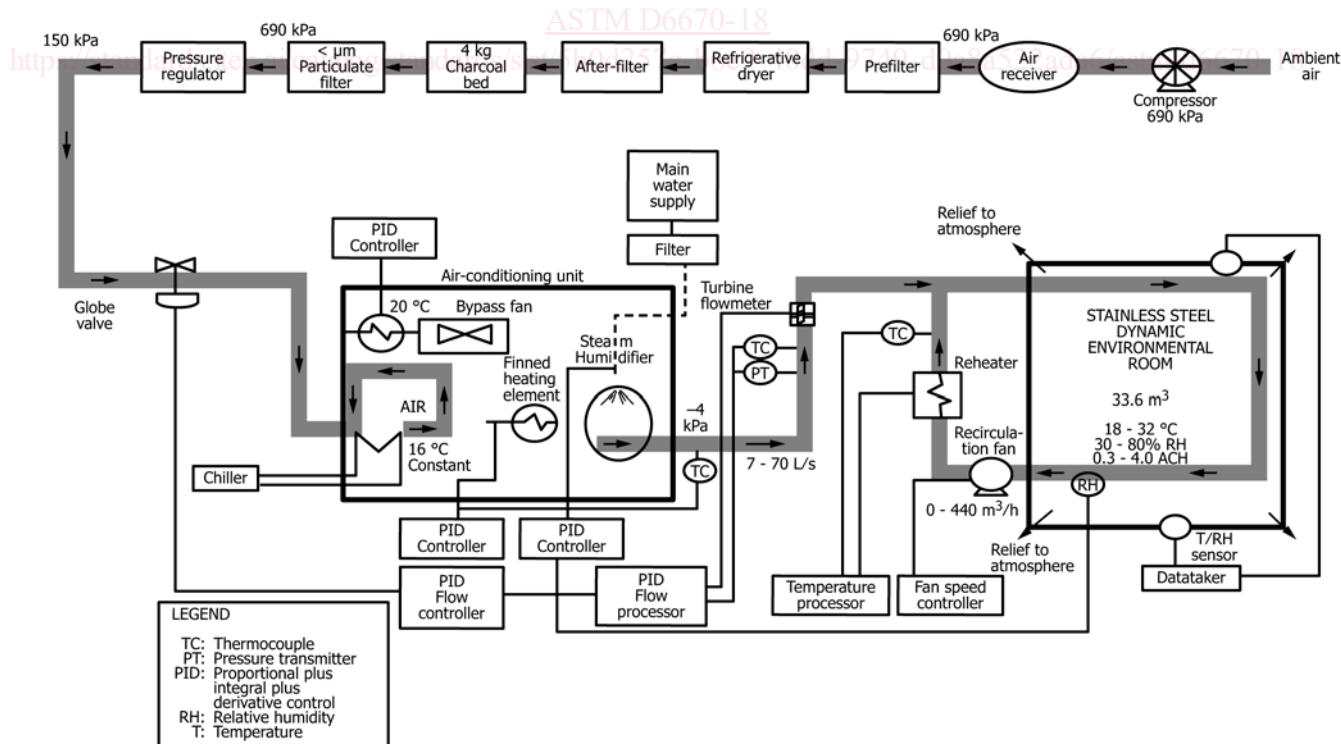 ASTM D6670-18
150 kPa
690 kPa
Pressure
regulator
< µm
Particulate
filter
4 kg
Charcoal
bed
After-filter
Refrigerative
dryer
Prefilter
690 kPa
Air
receiver
Compressor
690 kPa
Ambient
air
Main
water
supply
Filter
PID
Controller
Air-conditioning unit
Globe
valve
20 °C
Bypass fan
Finned
heating
element
Steam
Humidifier
AIR
16 °C
Constant
Chiller
–4
kPa
TC
7 - 70 L/s
Turbine
flowmeter
TC
PT
TC
Reheater
Recircula-
tion fan
0 - 440 m³/h
Relief to
atmosphere
STAINLESS STEEL
DYNAMIC
ENVIRONMENTAL
ROOM
33.6 m³
18 - 32 °C
30 - 80% RH
0.3 - 4.0 ACH
RH
Relief to
atmosphere
T/RH
sensor
Datataker
PID
Controller
PID
Controller
PID
Flow
controller
PID
Flow
processor
Temperature
processor
Fan speed
controller
LEGEND
TC: Thermocouple
PT: Pressure transmitter
PID: Proportional plus
integral plus
derivative control
RH: Relative humidity
T: Temperature